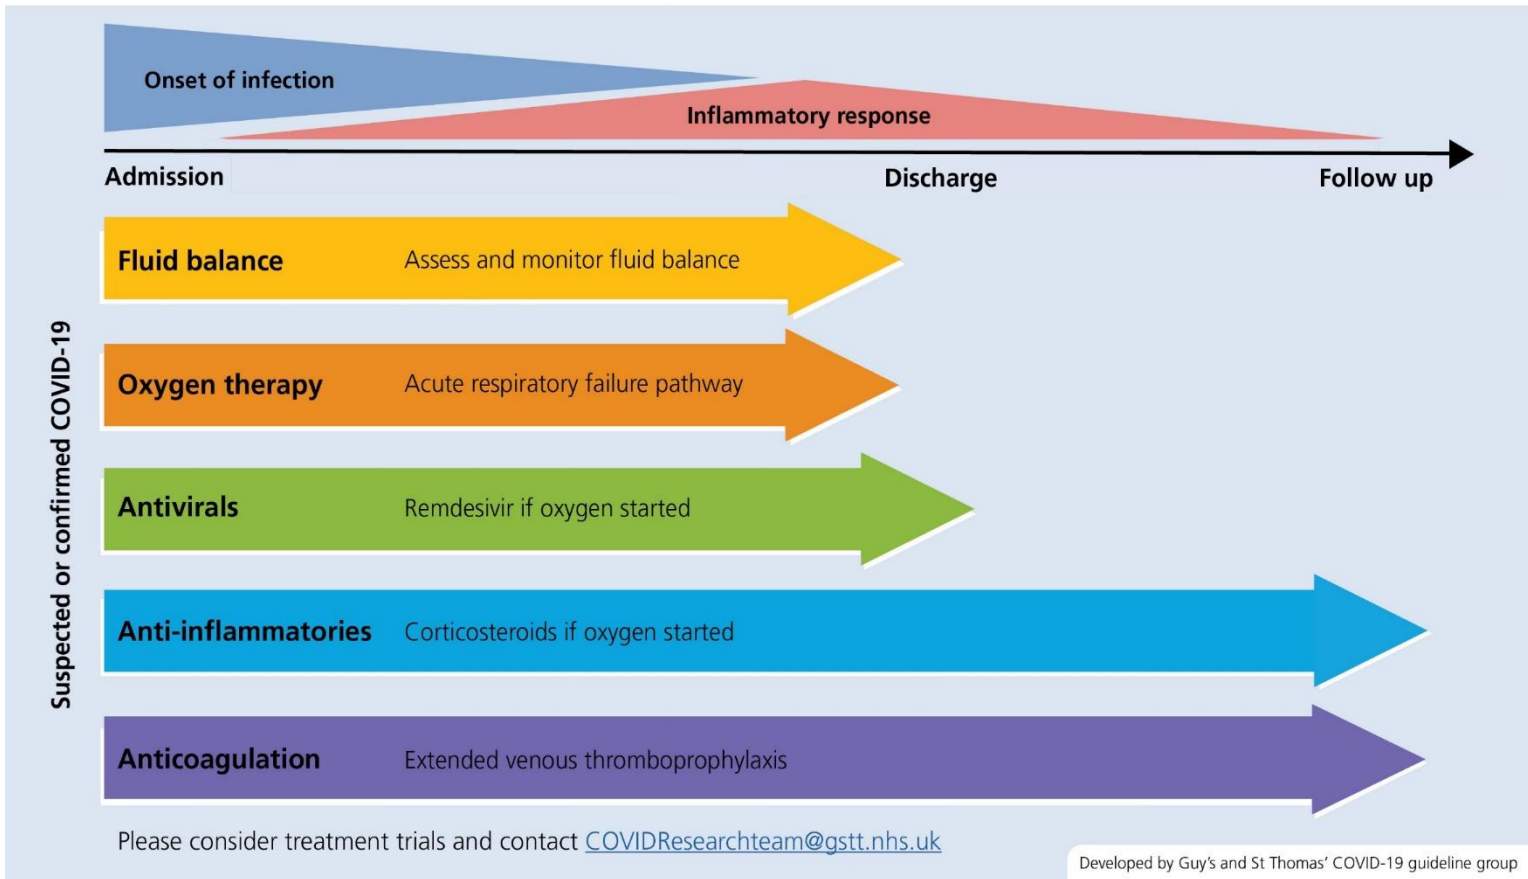 Onset of infection
Inflammatory response
Admission
Discharge
Follow up
Suspected or confirmed COVID-19
Fluid balance
Assess and monitor fluid balance
Oxygen therapy
Acute respiratory failure pathway
Antivirals
Remdesivir if oxygen started
Anti-inflammatories
Corticosteroids if oxygen started
Anticoagulation
Extended venous thromboprophylaxis
Please consider treatment trials and contact COVIDResearchteam@gstt.nhs.uk
Developed by Guy's and St Thomas' COVID-19 guideline group